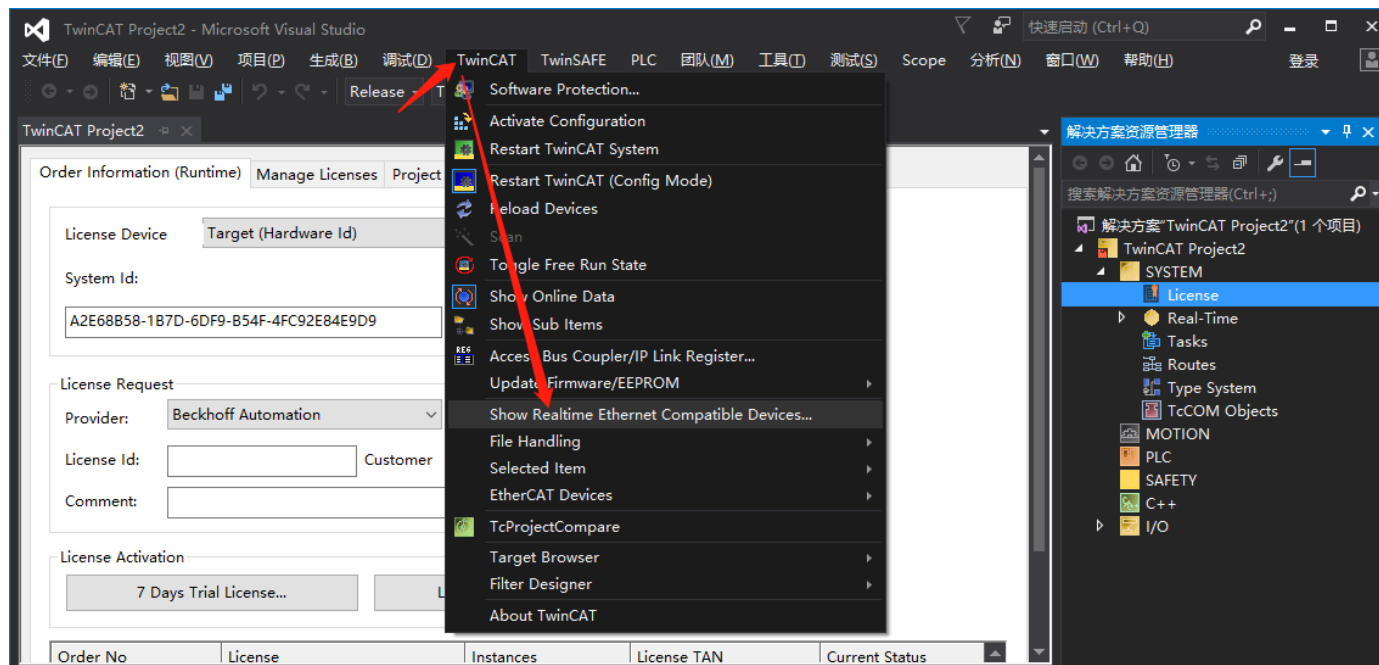 TwinCAT Project2 - Microsoft Visual Studio
快速启动 (Ctrl+Q)
文件(F) 编辑(E) 视图(V) 项目(P) 生成(B) 调试(D) TwinCAT TwinSAFE PLC 团队(M) 工具(T) 测试(S) Scope 分析(N) 窗口(W) 帮助(H) 登录
Release
TwinCAT Project2
Order Information (Runtime) Manage Licenses Project
License Device Target (Hardware Id)
System Id:
A2E68B58-1B7D-6DF9-B54F-4FC92E84E9D9
License Request
Provider: Beckhoff Automation
License Id: Customer
Comment:
License Activation
7 Days Trial License...
Order No License Instances License TAN Current Status
Software Protection...
Activate Configuration
Restart TwinCAT System
Restart TwinCAT (Config Mode)
Reload Devices
Scan
Toggle Free Run State
Show Online Data
Show Sub Items
REG
Access Bus Coupler/IP Link Register...
Update Firmware/EEPROM
Show Realtime Ethernet Compatible Devices...
File Handling
Selected Item
EtherCAT Devices
TcProjectCompare
Target Browser
Filter Designer
About TwinCAT
解决方案资源管理器
搜索解决方案资源管理器(Ctrl+;)
解决方案"TwinCAT Project2"(1 个项目)
TwinCAT Project2
SYSTEM
License
Real-Time
Tasks
Routes
Type System
TcCOM Objects
MOTION
PLC
SAFETY
C++
I/O